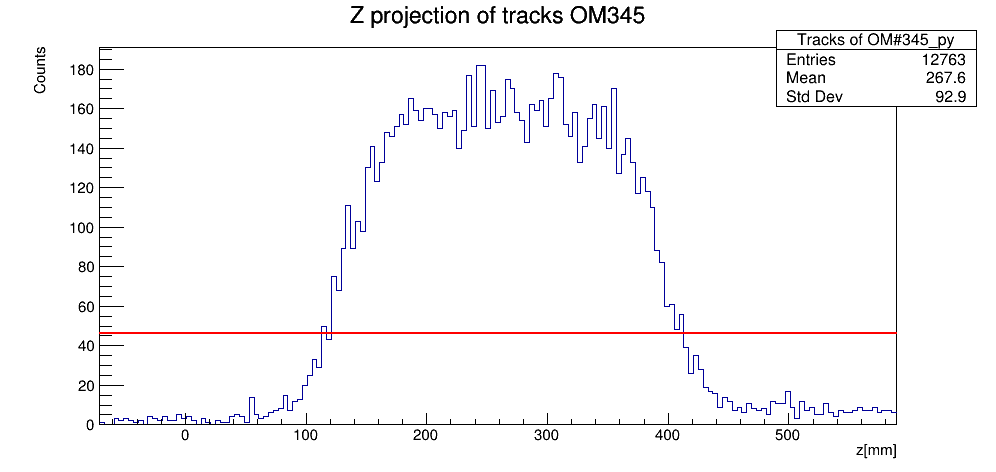 Z projection of tracks OM345
Counts
Tracks of OM#345_py
Entries 12763
Mean 267.6
Std Dev 92.9
180
160
140
120
100
80
60
40
20
0
0 100 200 300 400 500
z[mm]